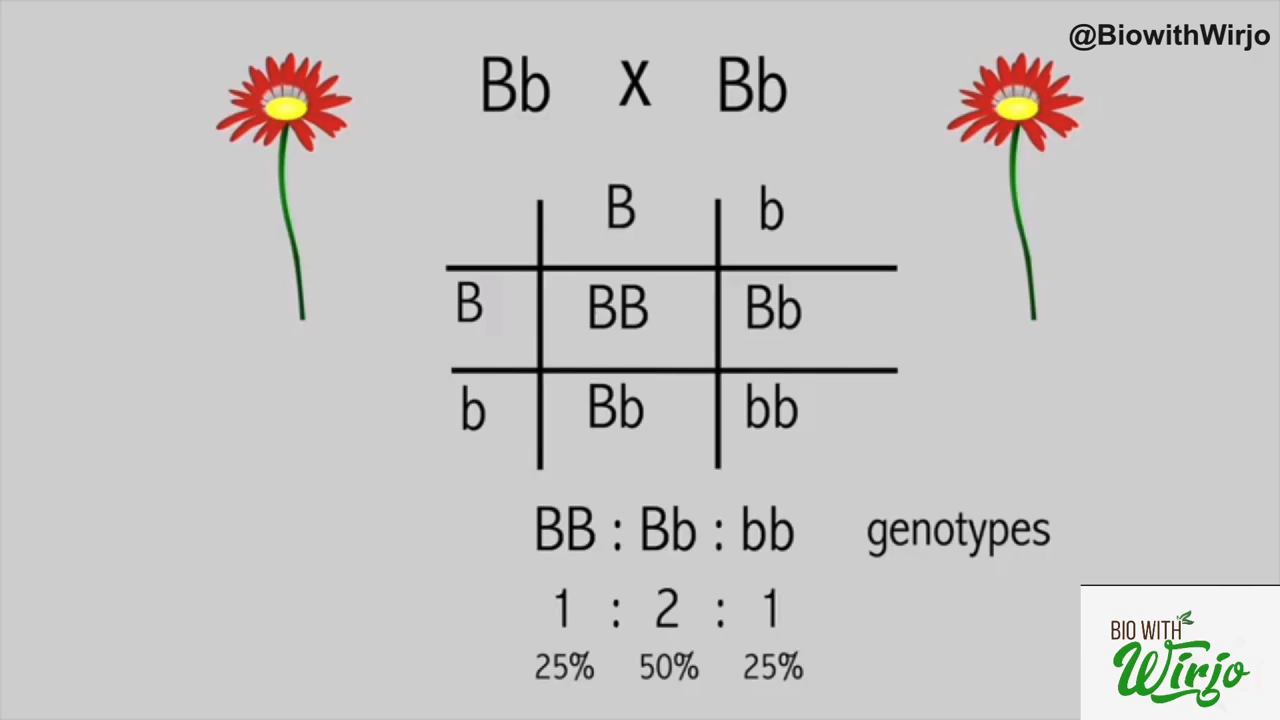 @BiowithWirjo
Bb X Bb
B b
B BB Bb
b Bb bb
BB : Bb : bb genotypes
1 : 2 : 1
25% 50% 25%
BIO WITH
Wirjo